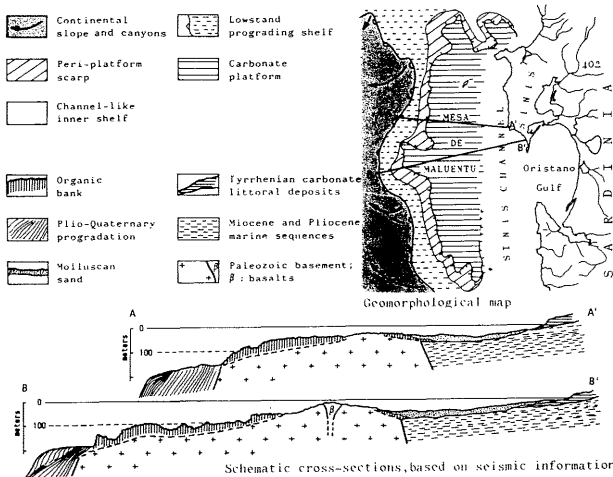 Continental
slope and canyons
Lowstand
prograding shelf
Peri-platform
scarp
Carbonate
platform
Channel-like
inner shelf
Organic
bank
Tyrrhenian carbonate
littoral deposits
Plio-Quaternary
progradation
Miocene and Pliocene
marine sequences
Molluscan
sand
Paleozoic basement;
β : basalts
402
MESA
DE
MALUENTU
SINIS CHANNEL
SINIS
A'
B'
Oristano
Gulf
SARDINIA
Geomorphological map
A
A'
0
100
meters
B
B'
0
100
meters
β
Schematic cross-sections, based on seismic information